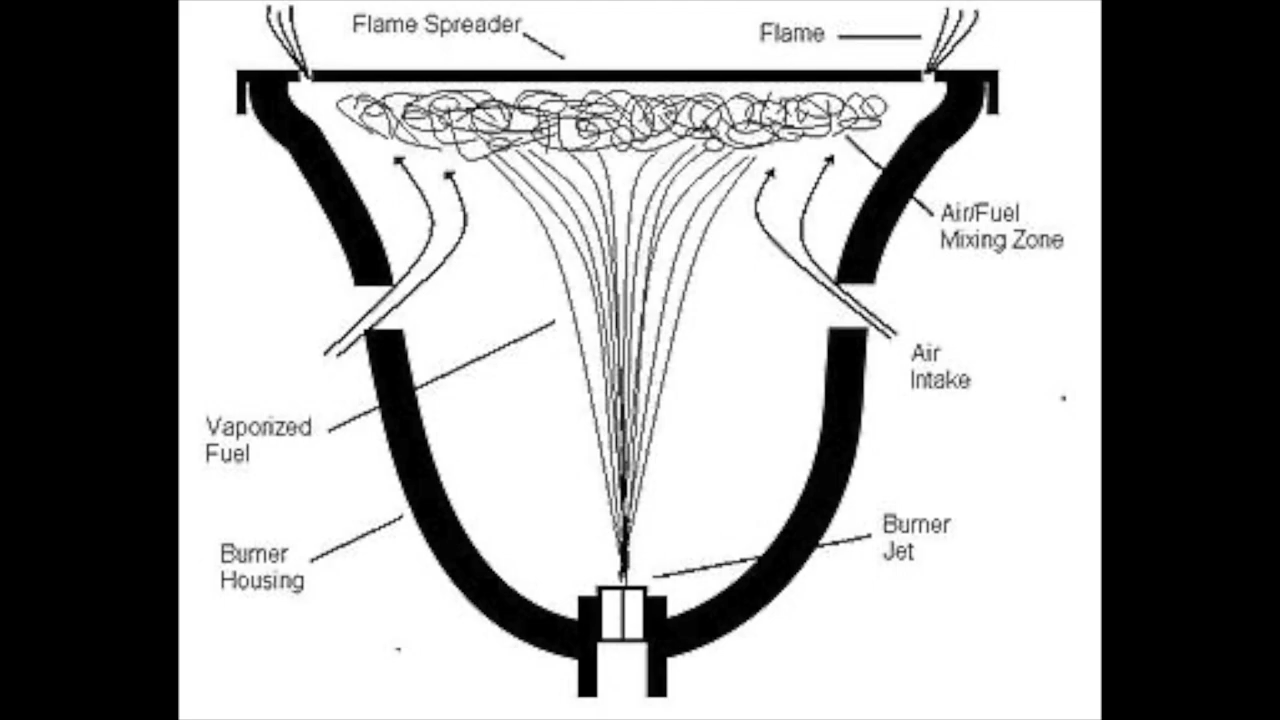 Flame Spreader
Flame
Air/Fuel
Mixing Zone
Air
Intake
Vaporized
Fuel
Burner
Jet
Burner
Housing